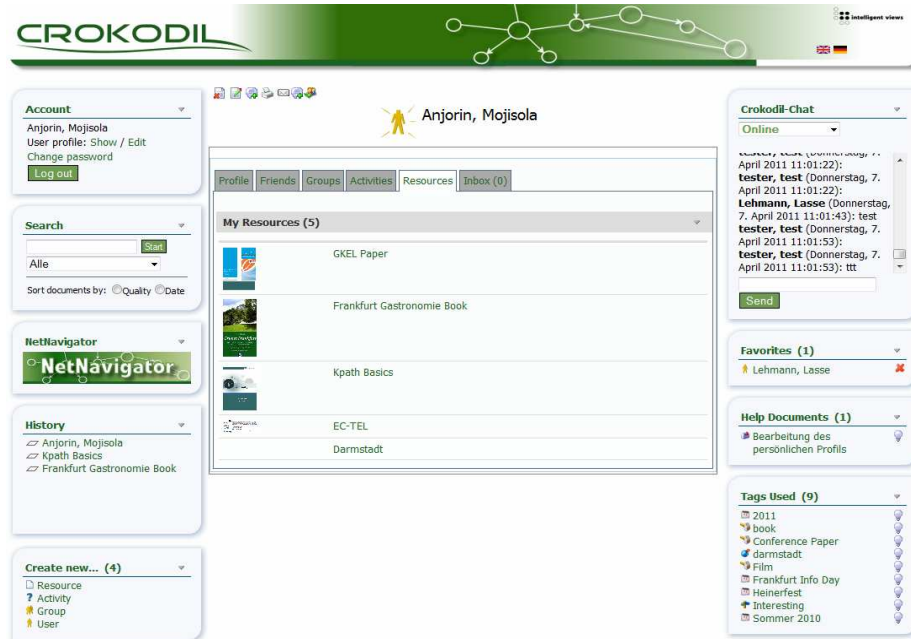 CROKODIL
intelligent views
Account
Anjorin, Mojisola
User profile: Show / Edit
Change password
Log out
Search
Start
Alle
Sort documents by: Quality Date
NetNavigator
NetNavigator
History
Anjorin, Mojisola
Kpath Basics
Frankfurt Gastronomie Book
Create new... (4)
Resource
Activity
Group
User
Anjorin, Mojisola
Profile Friends Groups Activities Resources Inbox (0)
My Resources (5)
GKEL Paper
Frankfurt Gastronomie Book
Kpath Basics
EC-TEL
Darmstadt
Crokodil-Chat
Online
tester, test (Donnerstag, 7.
April 2011 11:01:22):
tester, test (Donnerstag, 7.
April 2011 11:01:22):
Lehmann, Lasse (Donnerstag,
7. April 2011 11:01:43): test
tester, test (Donnerstag, 7.
April 2011 11:01:53):
tester, test (Donnerstag, 7.
April 2011 11:01:53): ttt
Send
Favorites (1)
Lehmann, Lasse
Help Documents (1)
Bearbeitung des
persönlichen Profils
Tags Used (9)
2011
book
Conference Paper
darmstadt
Film
Frankfurt Info Day
Heinerfest
Interesting
Sommer 2010